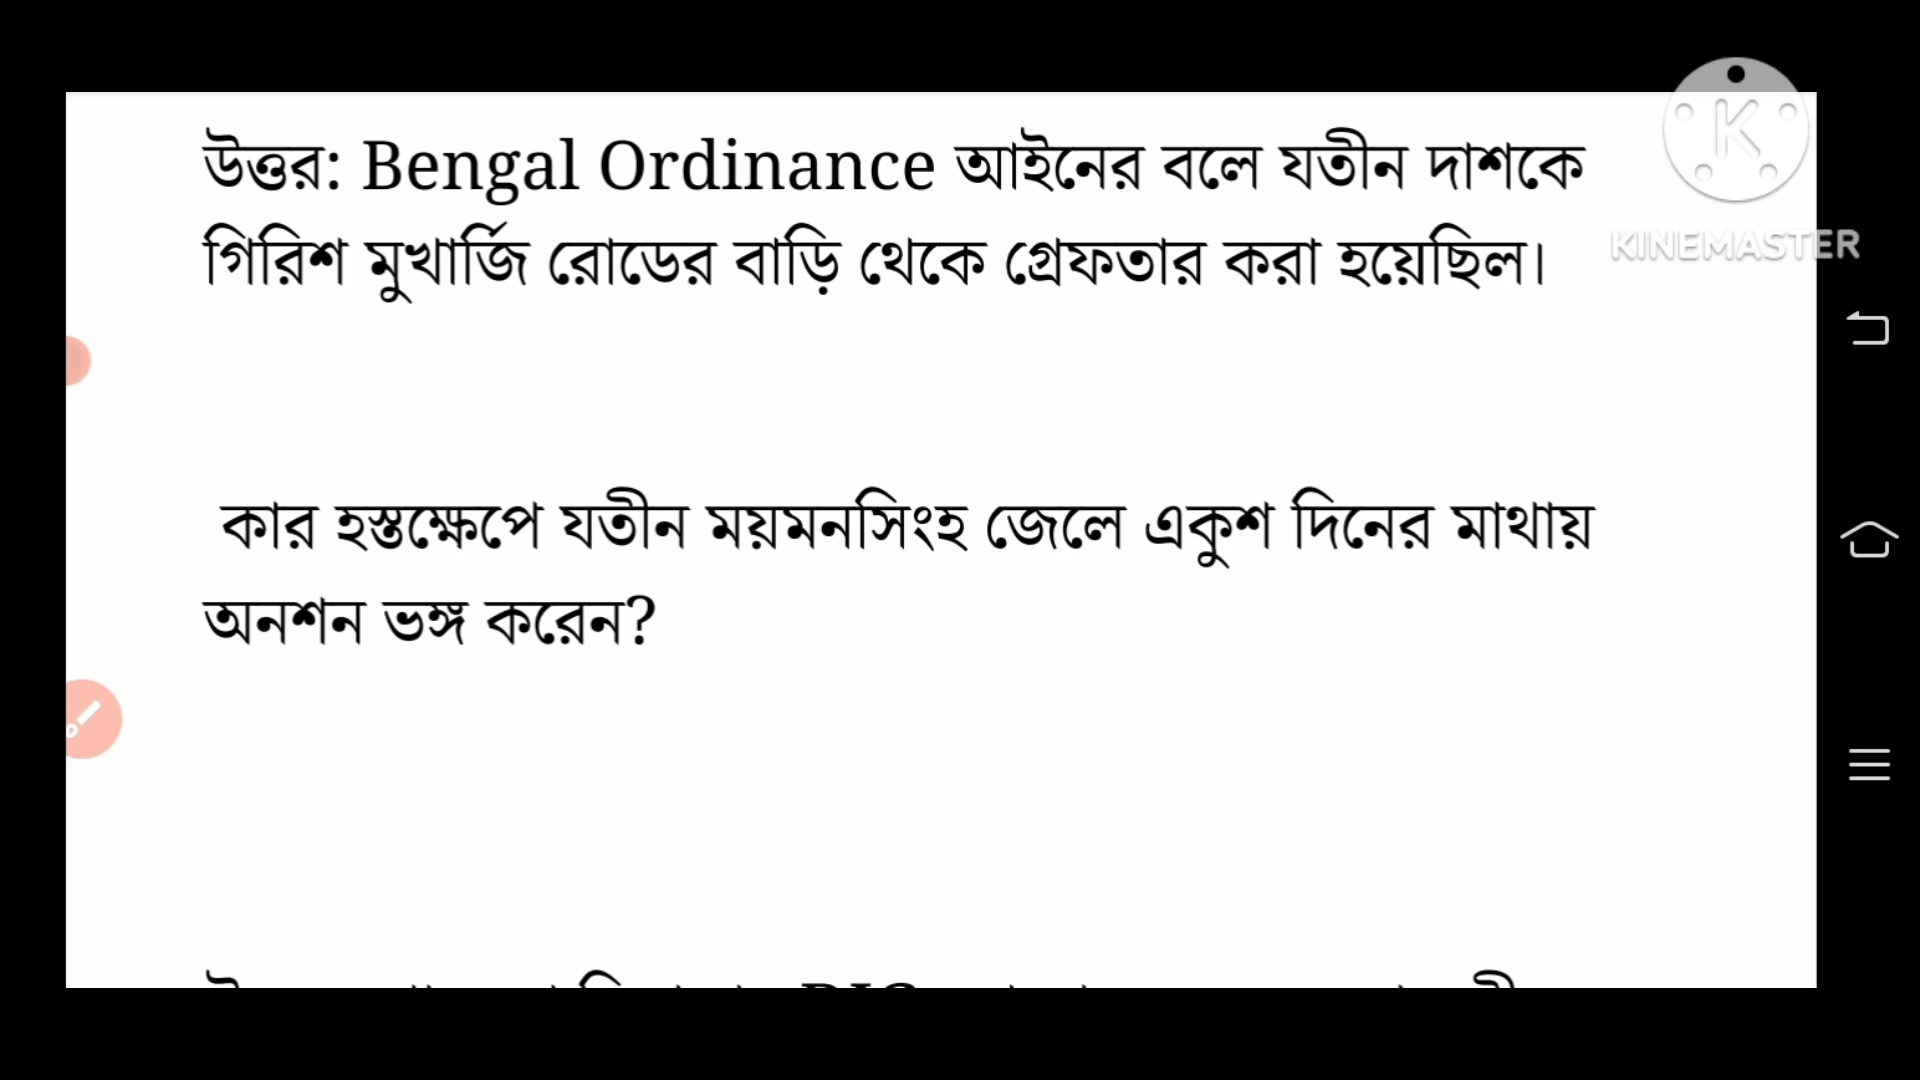 উত্তর: Bengal Ordinance আইনের বলে যতীন দাশকে
গিরিশ মুখার্জি রোডের বাড়ি থেকে গ্রেফতার করা হয়েছিল।
KINEMASTER
কার হস্তক্ষেপে যতীন ময়মনসিংহ জেলে একুশ দিনের মাথায়
অনশন ভঙ্গ করেন?